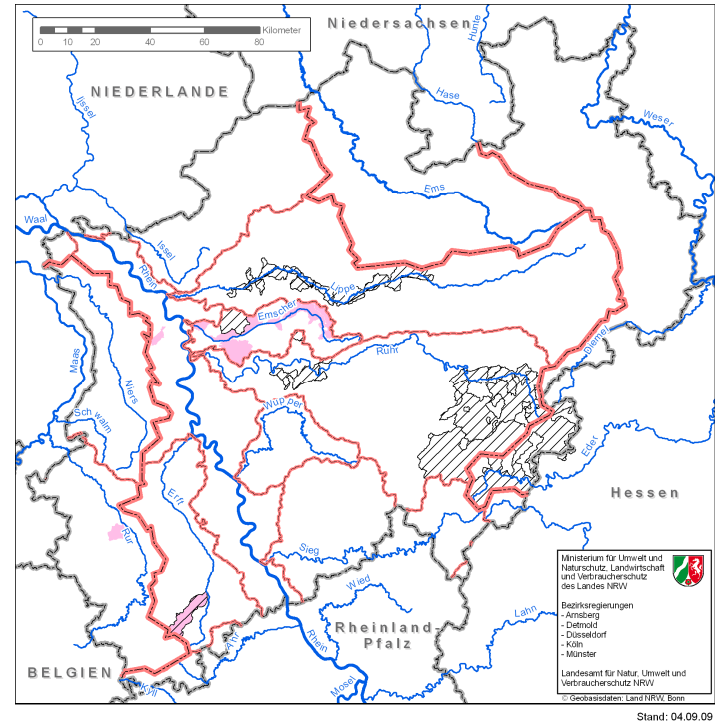 Niedersachsen
Kilometer
0 10 20 40 60 80
Hunte
NIEDERLANDE
Ijssel
Hase
Weser
Ems
Waal
Issel
Rhein
Lippe
Emscher
Diemel
Ruhr
Maas
Niers
Wupper
Schwalm
Eder
Erft
Hessen
Rur
Sieg
Wied
Lahn
Rheinland-
Pfalz
Ahr
Rhein
BELGIEN
Kyll
Mosel
Ministerium für Umwelt und
Naturschutz, Landwirtschaft
und Verbraucherschutz
des Landes NRW
Bezirksregierungen
- Arnsberg
- Detmold
- Düsseldorf
- Köln
- Münster
Landesamt für Natur, Umwelt und
Verbraucherschutz NRW
© Geobasisdaten: Land NRW, Bonn
Stand: 04.09.09